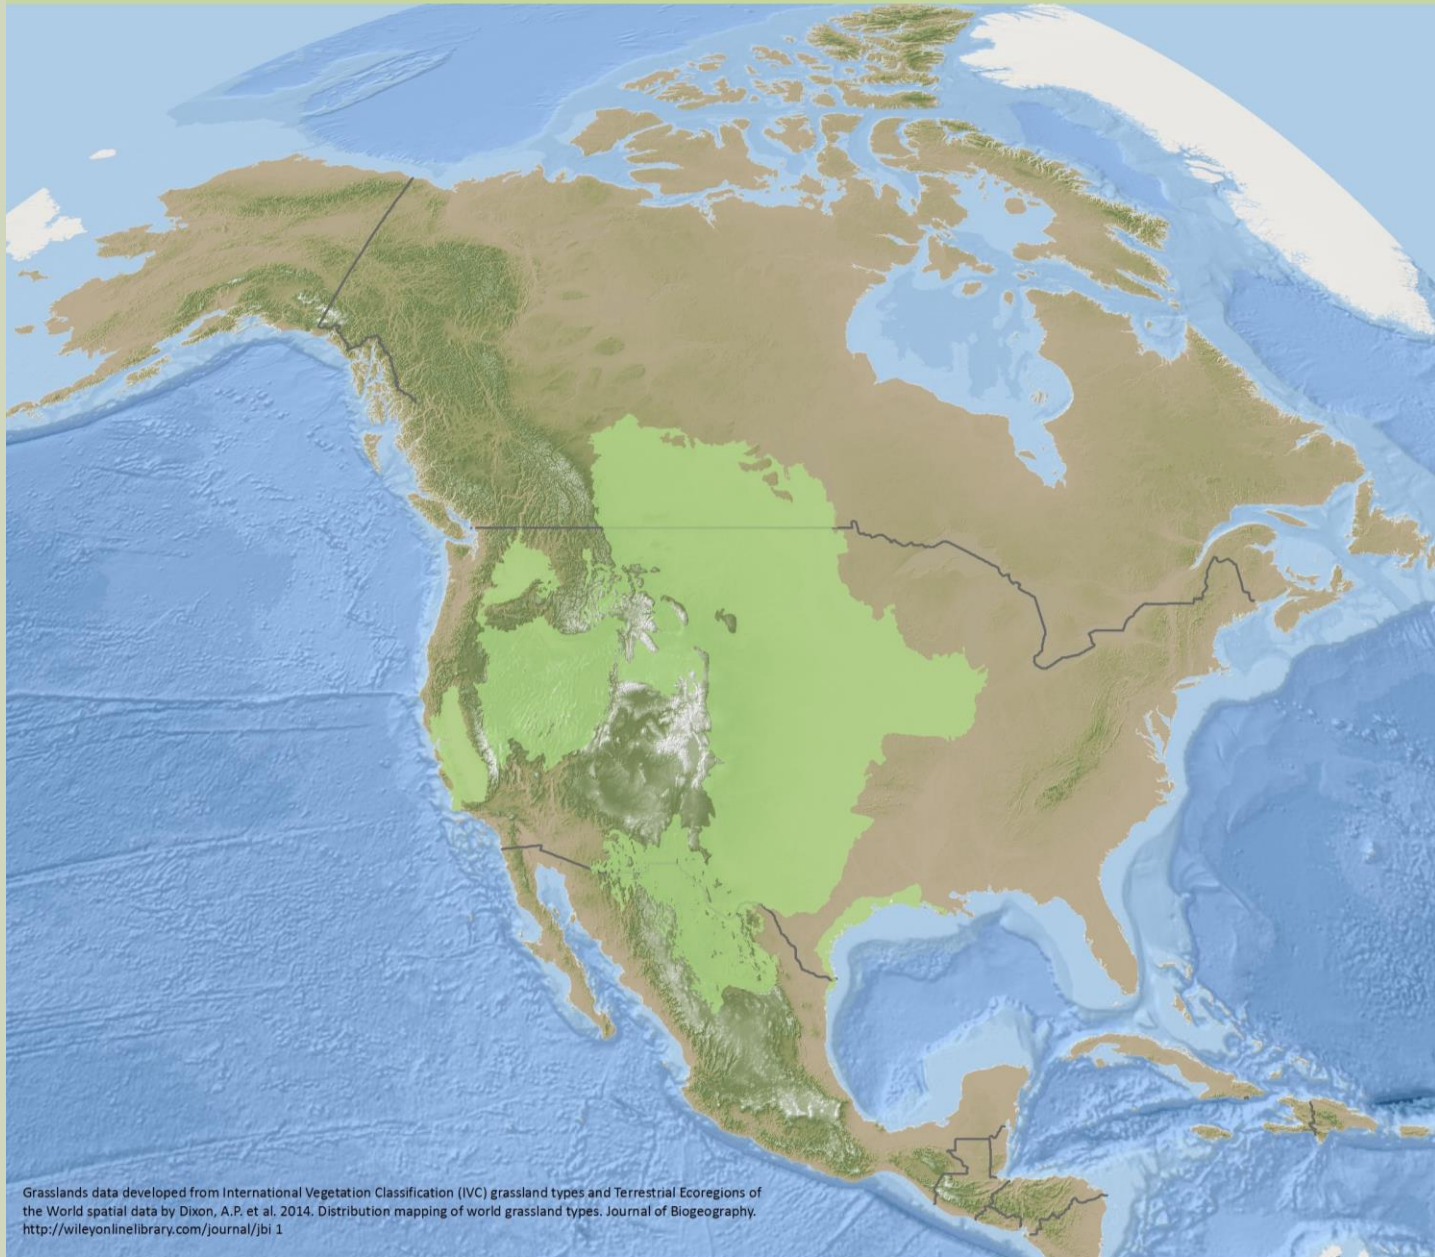 Grasslands data developed from International Vegetation Classification (IVC) grassland types and Terrestrial Ecoregions of
the World spatial data by Dixon, A.P. et al. 2014. Distribution mapping of world grassland types. Journal of Biogeography.
http://wileyonlinelibrary.com/journal/jbi 1